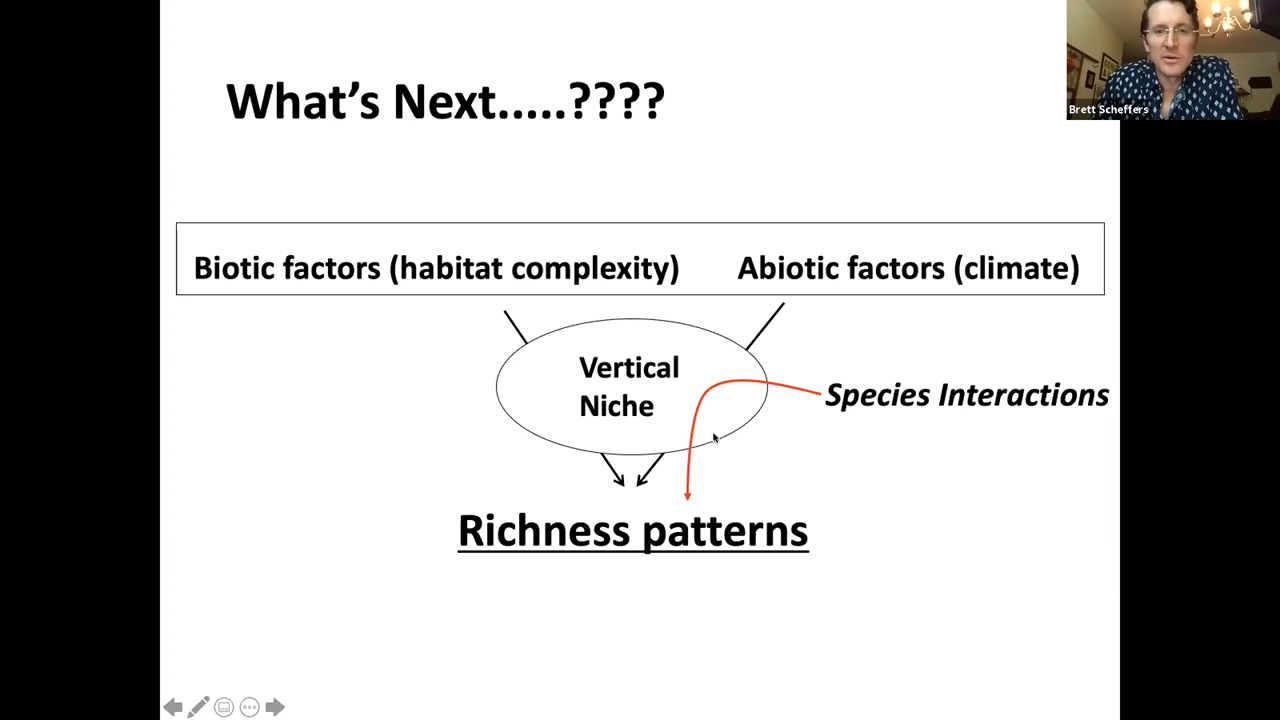 Brett Scheffers
What's Next.....????
Biotic factors (habitat complexity) Abiotic factors (climate)
Vertical
Niche
Species Interactions
Richness patterns